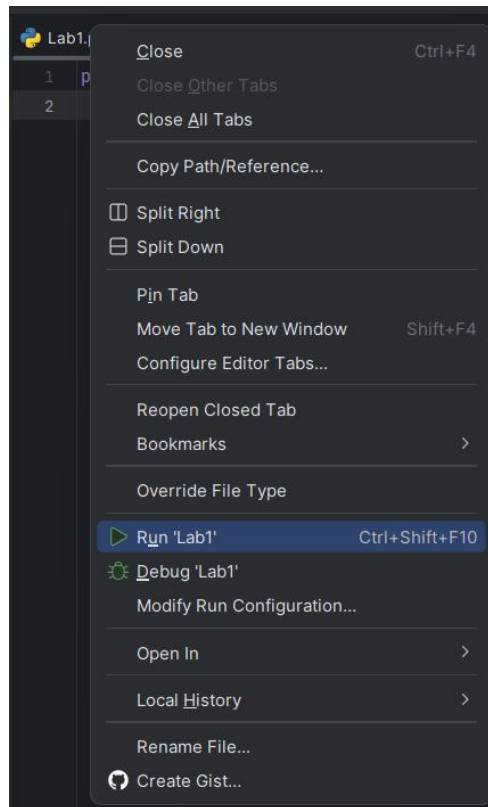 Lab1.p
1 p
2
Close Ctrl+F4
Close Other Tabs
Close All Tabs
Copy Path/Reference...
Split Right
Split Down
Pin Tab
Move Tab to New Window Shift+F4
Configure Editor Tabs...
Reopen Closed Tab
Bookmarks
Override File Type
Run 'Lab1' Ctrl+Shift+F10
Debug 'Lab1'
Modify Run Configuration...
Open In
Local History
Rename File...
Create Gist...